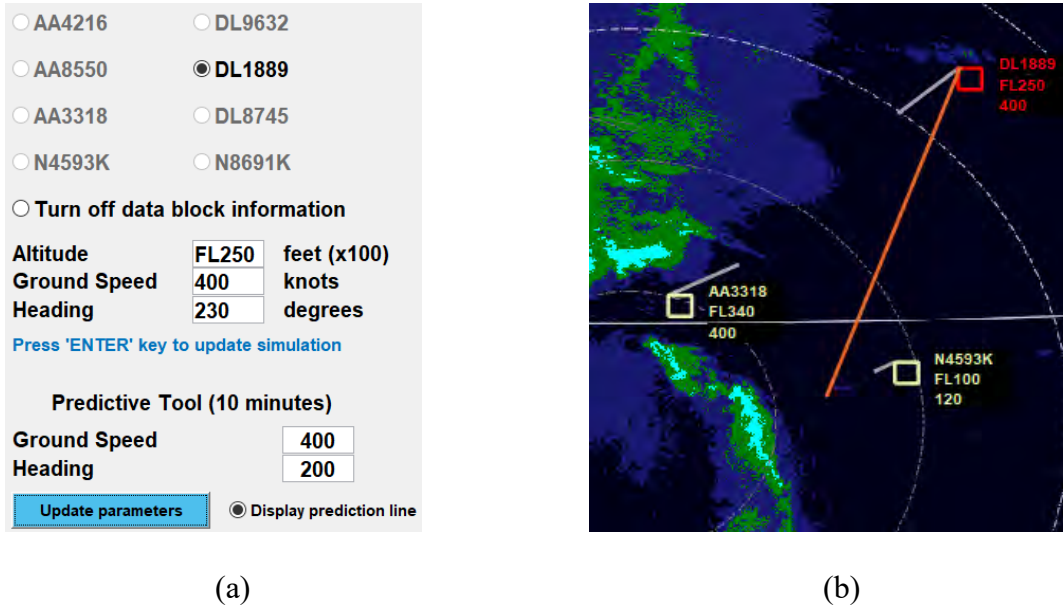 AA4216 DL9632
AA8550 DL1889
AA3318 DL8745
N4593K N8691K
Turn off data block information
Altitude FL250 feet (x100)
Ground Speed 400 knots
Heading 230 degrees
Press 'ENTER' key to update simulation
Predictive Tool (10 minutes)
Ground Speed 400
Heading 200
Update parameters Display prediction line
(a)
DL1889
FL250
400
AA3318
FL340
400
N4593K
FL100
120
(b)